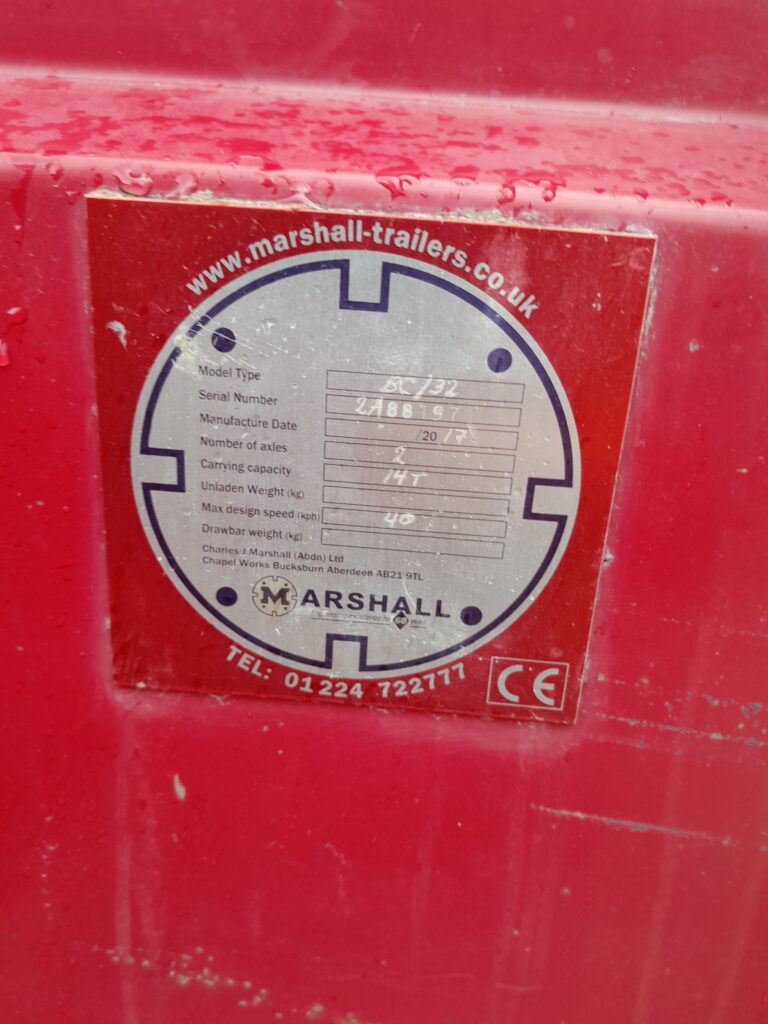 www.marshall-trailers.co.uk
Model Type BC/32
Serial Number
Manufacture Date /2017
Number of axles 2
Carrying capacity 14T
Unladen Weight (kg)
Max design speed (kph) 40
Drawbar weight (kg)
Charles J Marshall (Abdn) Ltd
Chapel Works Bucksburn Aberdeen AB21 9TL
MARSHALL
60 years
TEL: 01224 722777
CE